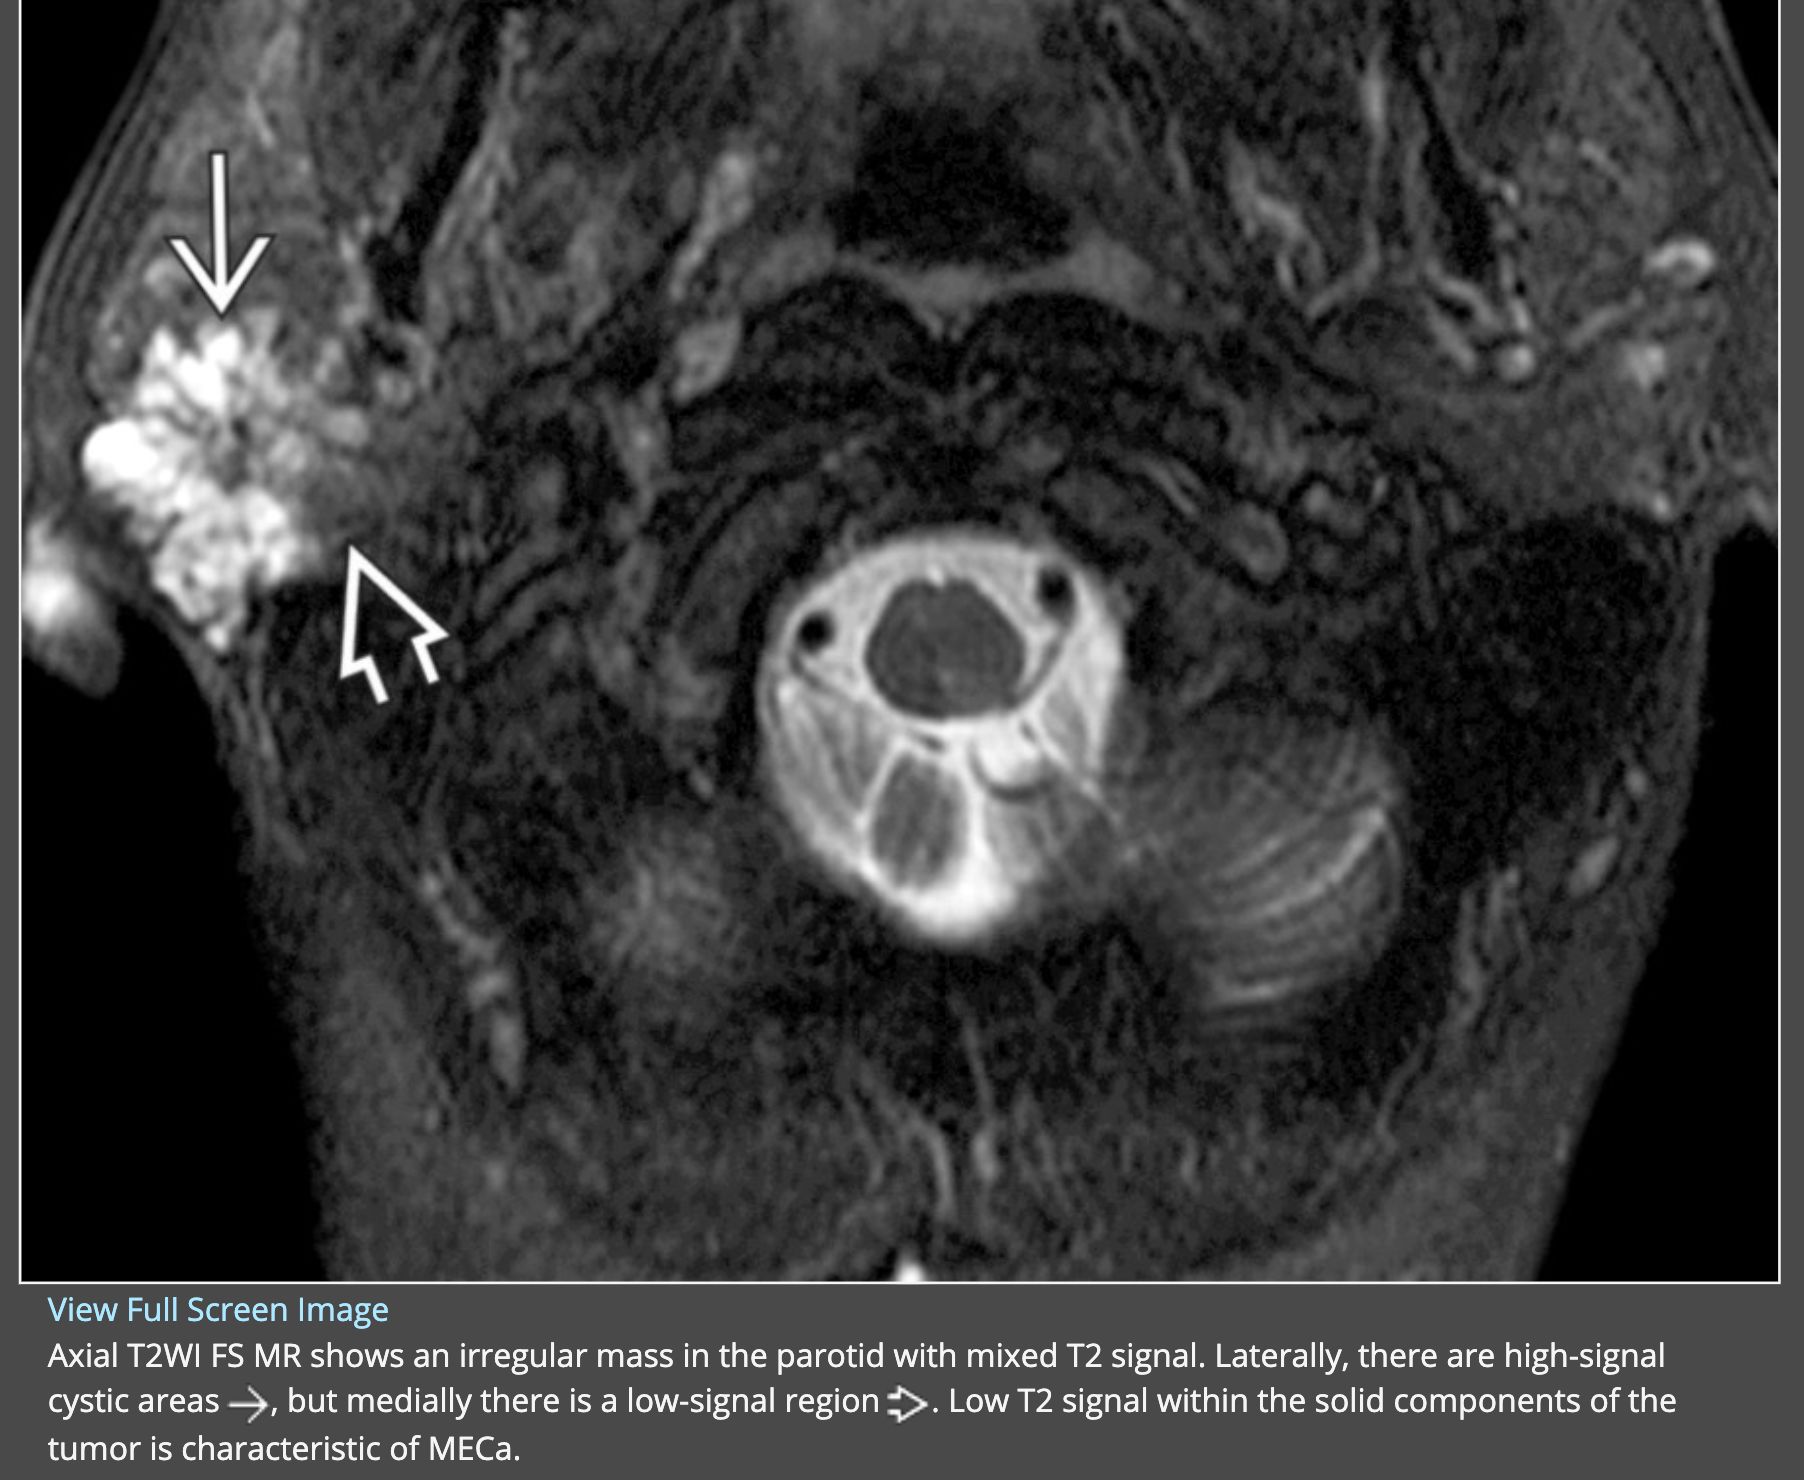 View Full Screen Image
Axial T2WI FS MR shows an irregular mass in the parotid with mixed T2 signal. Laterally, there are high-signal
cystic areas →, but medially there is a low-signal region ⮊. Low T2 signal within the solid components of the
tumor is characteristic of MECa.